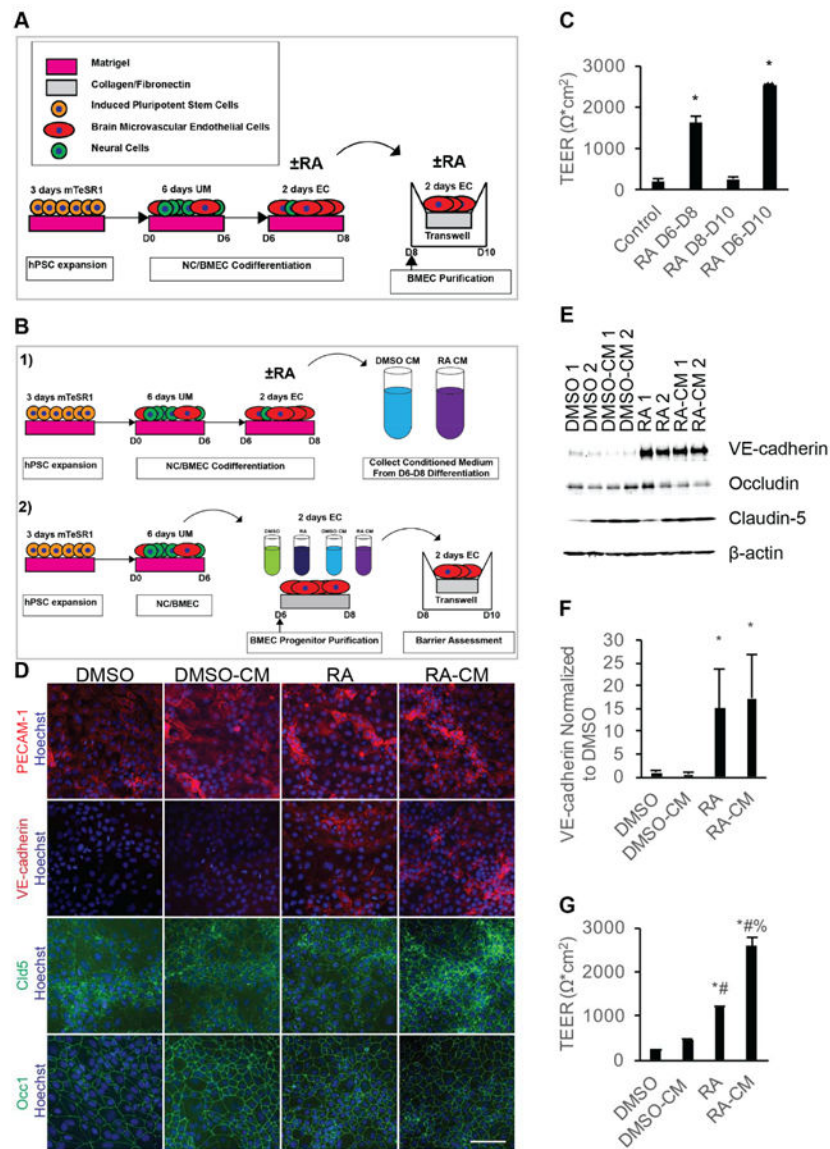 A
Matrigel
Collagen/Fibronectin
Induced Pluripotent Stem Cells
Brain Microvascular Endothelial Cells
Neural Cells
±RA
±RA
3 days mTeSR1
6 days UM
2 days EC
2 days EC
Transwell
D0
D6
D6
D8
D8
D10
hPSC expansion
NC/BMEC Codifferentiation
BMEC Purification
B
1)
±RA
DMSO CM
RA CM
3 days mTeSR1
6 days UM
2 days EC
D0
D6
D6
D8
hPSC expansion
NC/BMEC Codifferentiation
Collect Conditioned Medium
From D6-D8 Differentiation
2)
2 days EC
3 days mTeSR1
6 days UM
DMSO
RA
DMSO CM
RA CM
2 days EC
Transwell
D0
D6
D6
D8
D8
D10
hPSC expansion
NC/BMEC
BMEC Progenitor Purification
Barrier Assessment
C
TEER (Ω*cm²)
3000
2000
1000
0
*
*
Control
RA D6-D8
RA D8-D10
RA D6-D10
D
DMSO
DMSO-CM
RA
RA-CM
PECAM-1
Hoechst
VE-cadherin
Hoechst
Cld5
Hoechst
Occ1
Hoechst
E
DMSO 1
DMSO 2
DMSO-CM 1
DMSO-CM 2
RA 1
RA 2
RA-CM 1
RA-CM 2
VE-cadherin
Occludin
Claudin-5
β-actin
F
VE-cadherin Normalized
to DMSO
30
25
20
15
10
5
0
*
*
DMSO
DMSO-CM
RA
RA-CM
G
TEER (Ω*cm²)
3000
2000
1000
0
*#
*#%
DMSO
DMSO-CM
RA
RA-CM